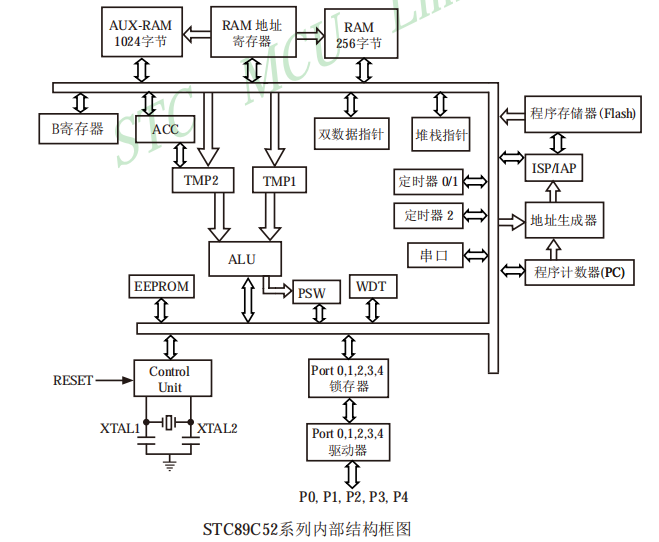 AUX-RAM
1024字节
RAM 地址
寄存器
RAM
256字节
STC MCU Lim
B寄存器
ACC
双数据指针
堆栈指针
程序存储器(Flash)
TMP2
TMP1
定时器 0/1
ISP/IAP
定时器 2
地址生成器
ALU
串口
程序计数器(PC)
EEPROM
PSW
WDT
RESET
Control
Unit
Port 0,1,2,3,4
锁存器
XTAL1
XTAL2
Port 0,1,2,3,4
驱动器
P0, P1, P2, P3, P4
STC89C52系列内部结构框图